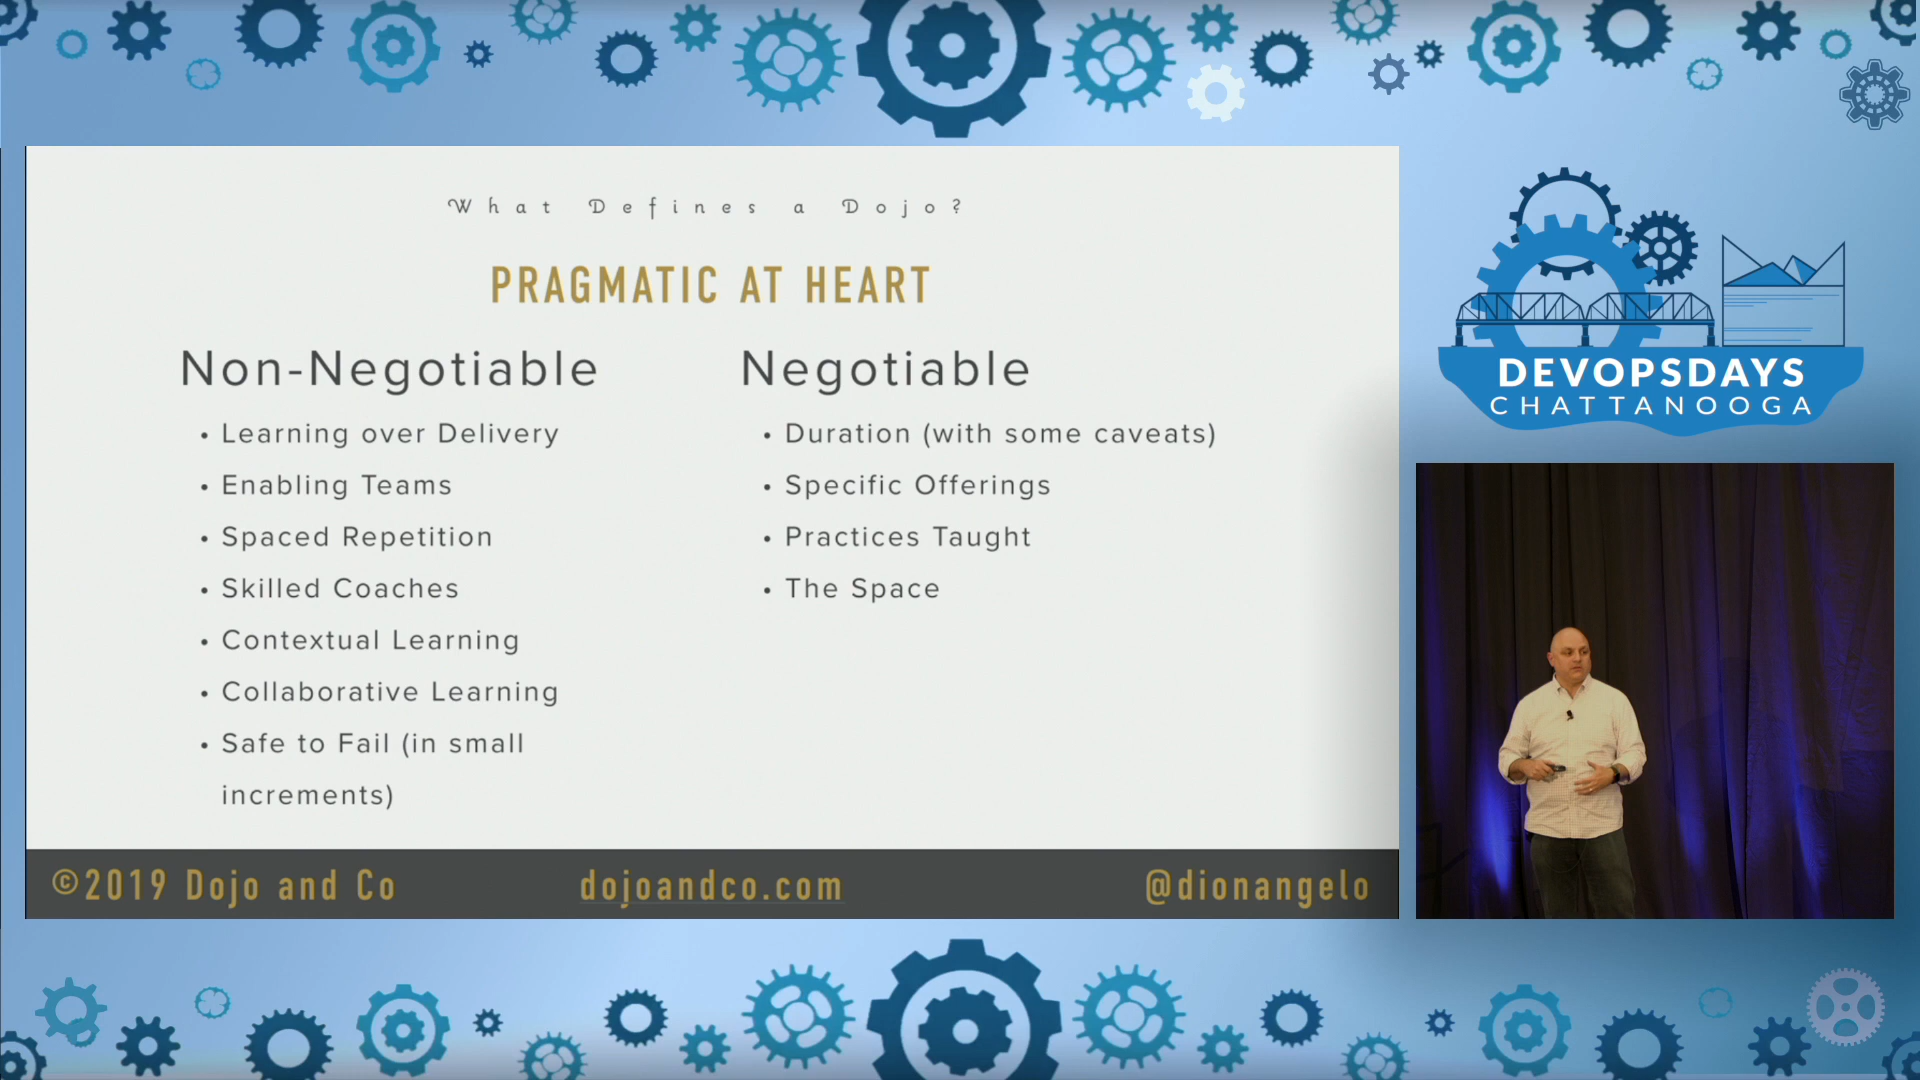 What Defines a Dojo?
PRAGMATIC AT HEART
Non-Negotiable
• Learning over Delivery
• Enabling Teams
• Spaced Repetition
• Skilled Coaches
• Contextual Learning
• Collaborative Learning
• Safe to Fail (in small
increments)
Negotiable
• Duration (with some caveats)
• Specific Offerings
• Practices Taught
• The Space
©2019 Dojo and Co
dojoandco.com
@dionangelo
DEVOPSDAYS
CHATTANOOGA